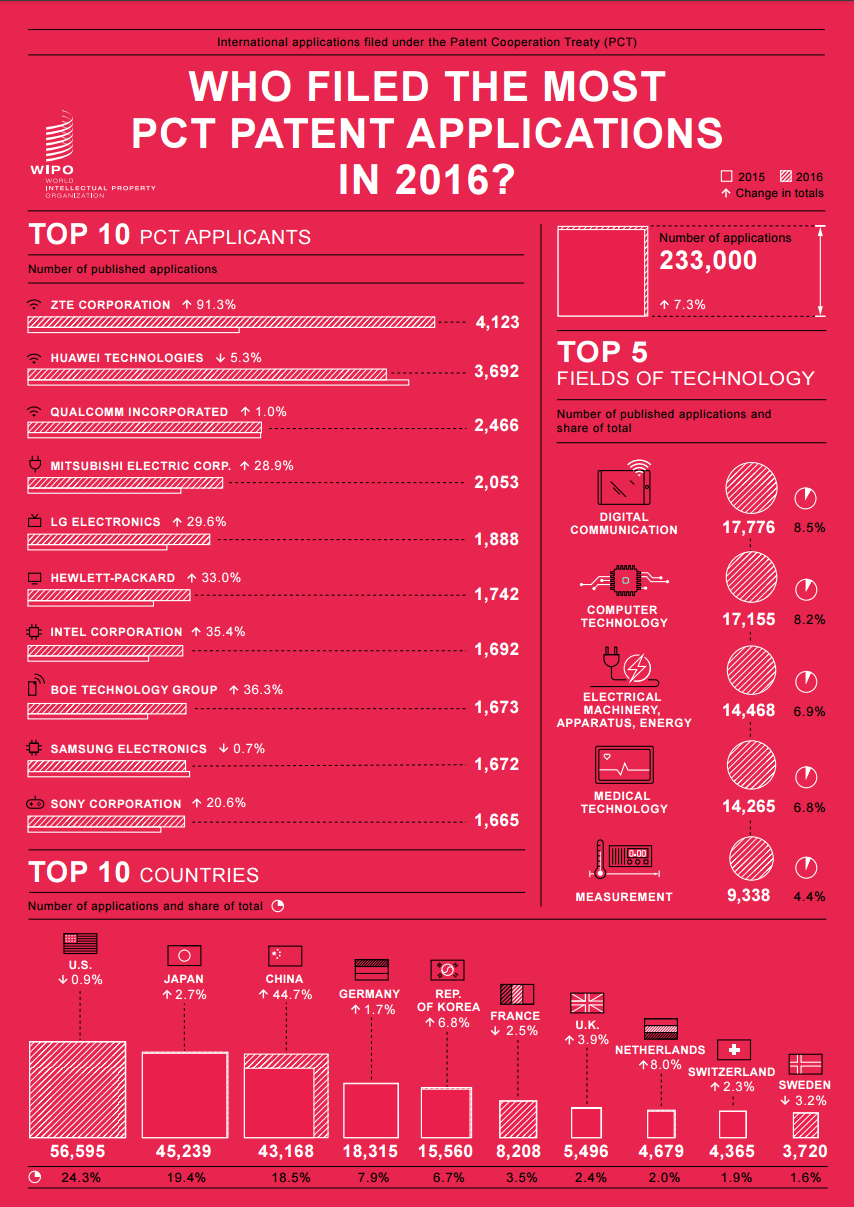 International applications filed under the Patent Cooperation Treaty (PCT)
WHO FILED THE MOST
PCT PATENT APPLICATIONS
IN 2016?
WIPO
WORLD
INTELLECTUAL PROPERTY
ORGANIZATION
2015 2016
↑ Change in totals
TOP 10 PCT APPLICANTS
Number of published applications
ZTE CORPORATION ↑ 91.3%
4,123
HUAWEI TECHNOLOGIES ↓ 5.3%
3,692
QUALCOMM INCORPORATED ↑ 1.0%
2,466
MITSUBISHI ELECTRIC CORP. ↑ 28.9%
2,053
LG ELECTRONICS ↑ 29.6%
1,888
HEWLETT-PACKARD ↑ 33.0%
1,742
INTEL CORPORATION ↑ 35.4%
1,692
BOE TECHNOLOGY GROUP ↑ 36.3%
1,673
SAMSUNG ELECTRONICS ↓ 0.7%
1,672
SONY CORPORATION ↑ 20.6%
1,665
Number of applications
233,000
↑ 7.3%
TOP 5
FIELDS OF TECHNOLOGY
Number of published applications and
share of total
DIGITAL
COMMUNICATION
17,776 8.5%
COMPUTER
TECHNOLOGY
17,155 8.2%
ELECTRICAL
MACHINERY,
APPARATUS, ENERGY
14,468 6.9%
MEDICAL
TECHNOLOGY
14,265 6.8%
0:00
MEASUREMENT
9,338 4.4%
TOP 10 COUNTRIES
Number of applications and share of total
U.S.
↓ 0.9%
JAPAN
↑ 2.7%
CHINA
↑ 44.7%
GERMANY
↑ 1.7%
REP.
OF KOREA
↑ 6.8%
FRANCE
↓ 2.5%
U.K.
↑ 3.9%
NETHERLANDS
↑ 8.0%
SWITZERLAND
↑ 2.3%
SWEDEN
↓ 3.2%
56,595 45,239 43,168 18,315 15,560 8,208 5,496 4,679 4,365 3,720
24.3% 19.4% 18.5% 7.9% 6.7% 3.5% 2.4% 2.0% 1.9% 1.6%